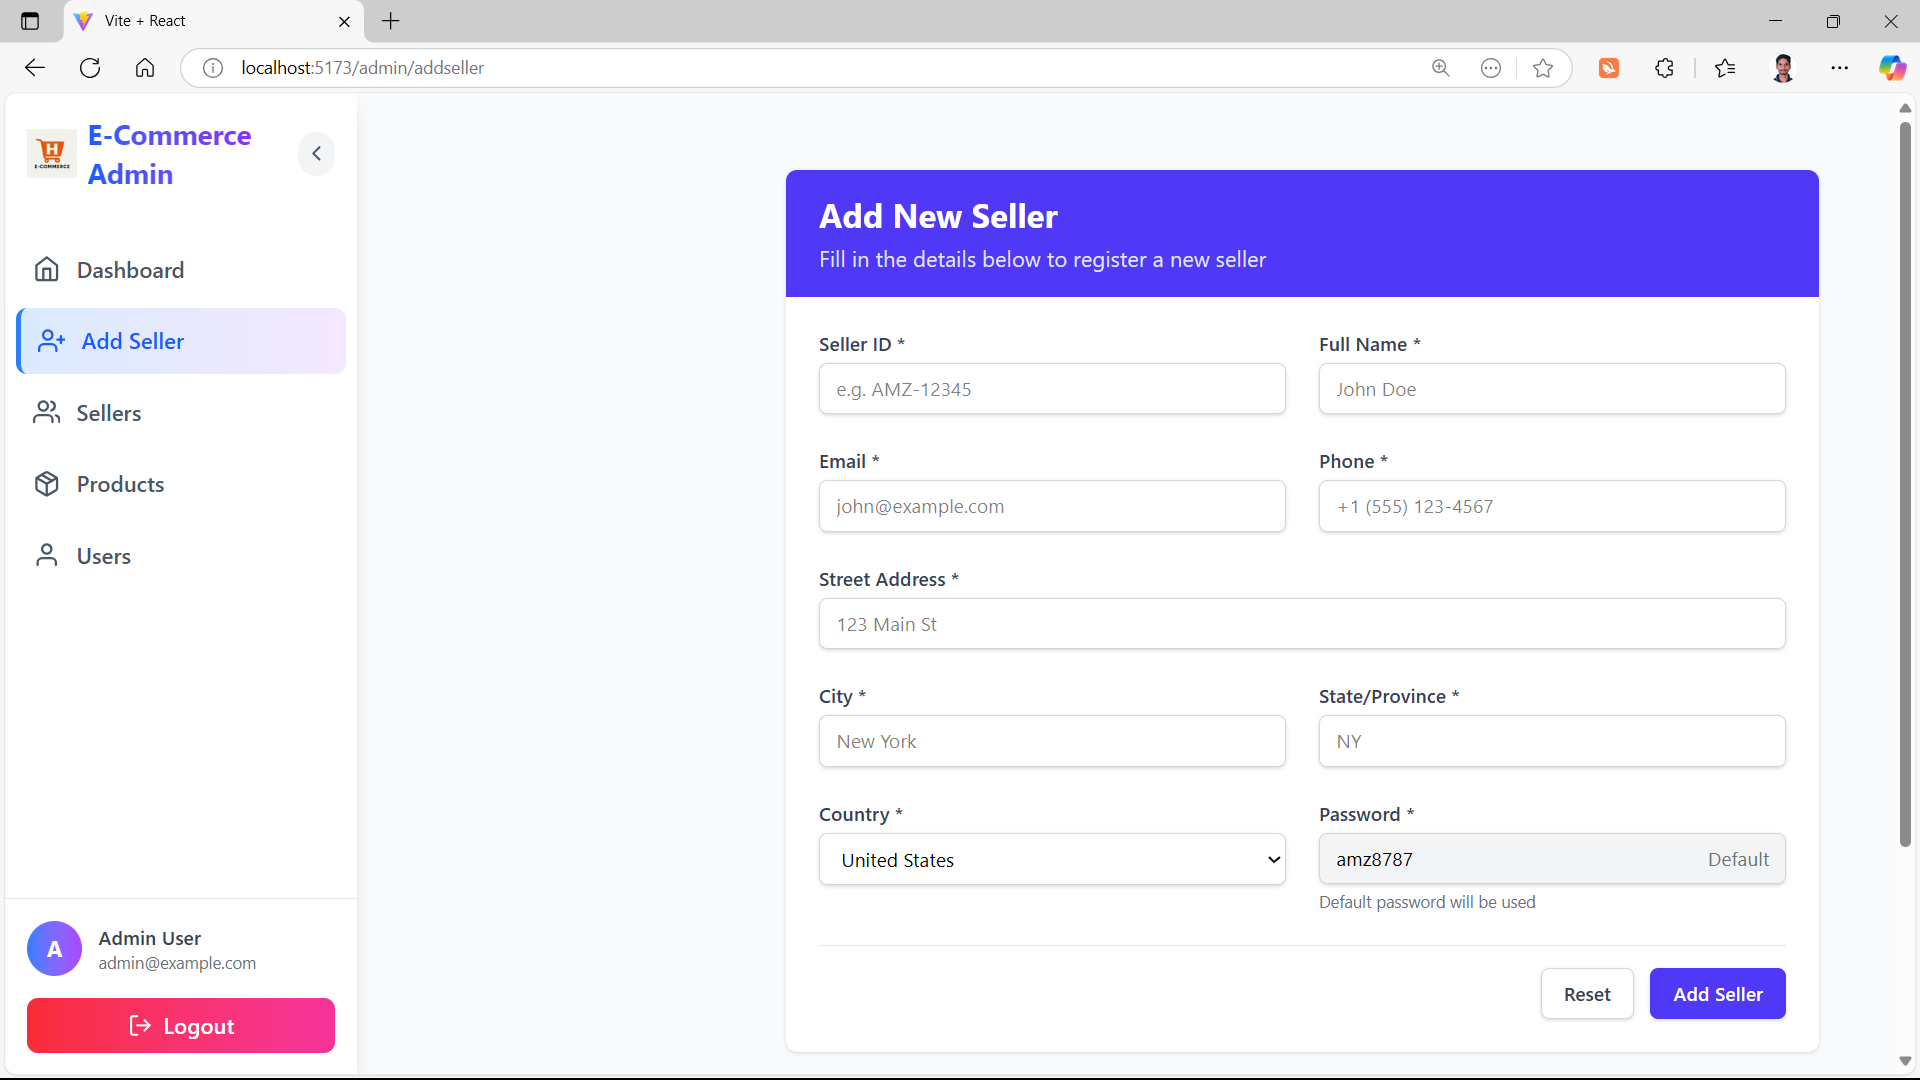 Vite + React
localhost:5173/admin/addseller
H
E-COMMERCE
E-Commerce
Admin
Dashboard
Add Seller
Sellers
Products
Users
A
Admin User
admin@example.com
Logout
Add New Seller
Fill in the details below to register a new seller
Seller ID *
e.g. AMZ-12345
Full Name *
John Doe
Email *
john@example.com
Phone *
+1 (555) 123-4567
Street Address *
123 Main St
City *
New York
State/Province *
NY
Country *
United States
Password *
amz8787
Default
Default password will be used
Reset
Add Seller